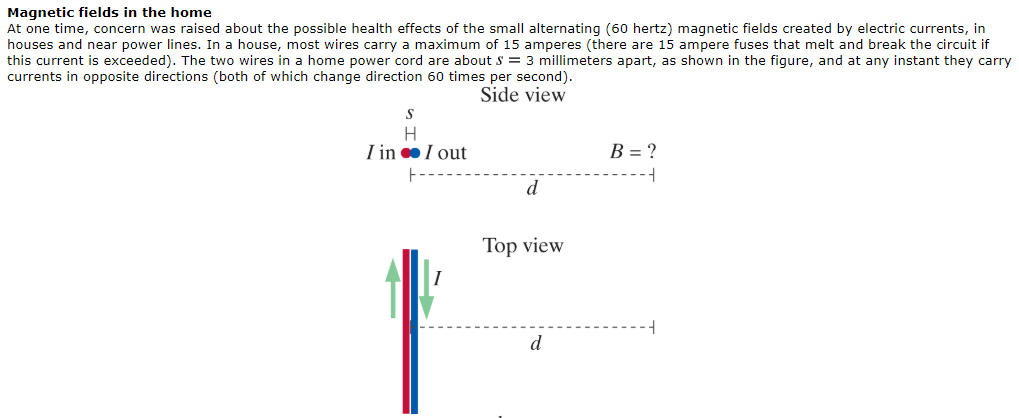 Magnetic fields in the home
At one time, concern was raised about the possible health effects of the small alternating (60 hertz) magnetic fields created by electric currents, in
houses and near power lines. In a house, most wires carry a maximum of 15 amperes (there are 15 ampere fuses that melt and break the circuit if
this current is exceeded). The two wires in a home power cord are about s = 3 millimeters apart, as shown in the figure, and at any instant they carry
currents in opposite directions (both of which change direction 60 times per second).
Side view
s
I in I out B = ?
d
Top view
I
d